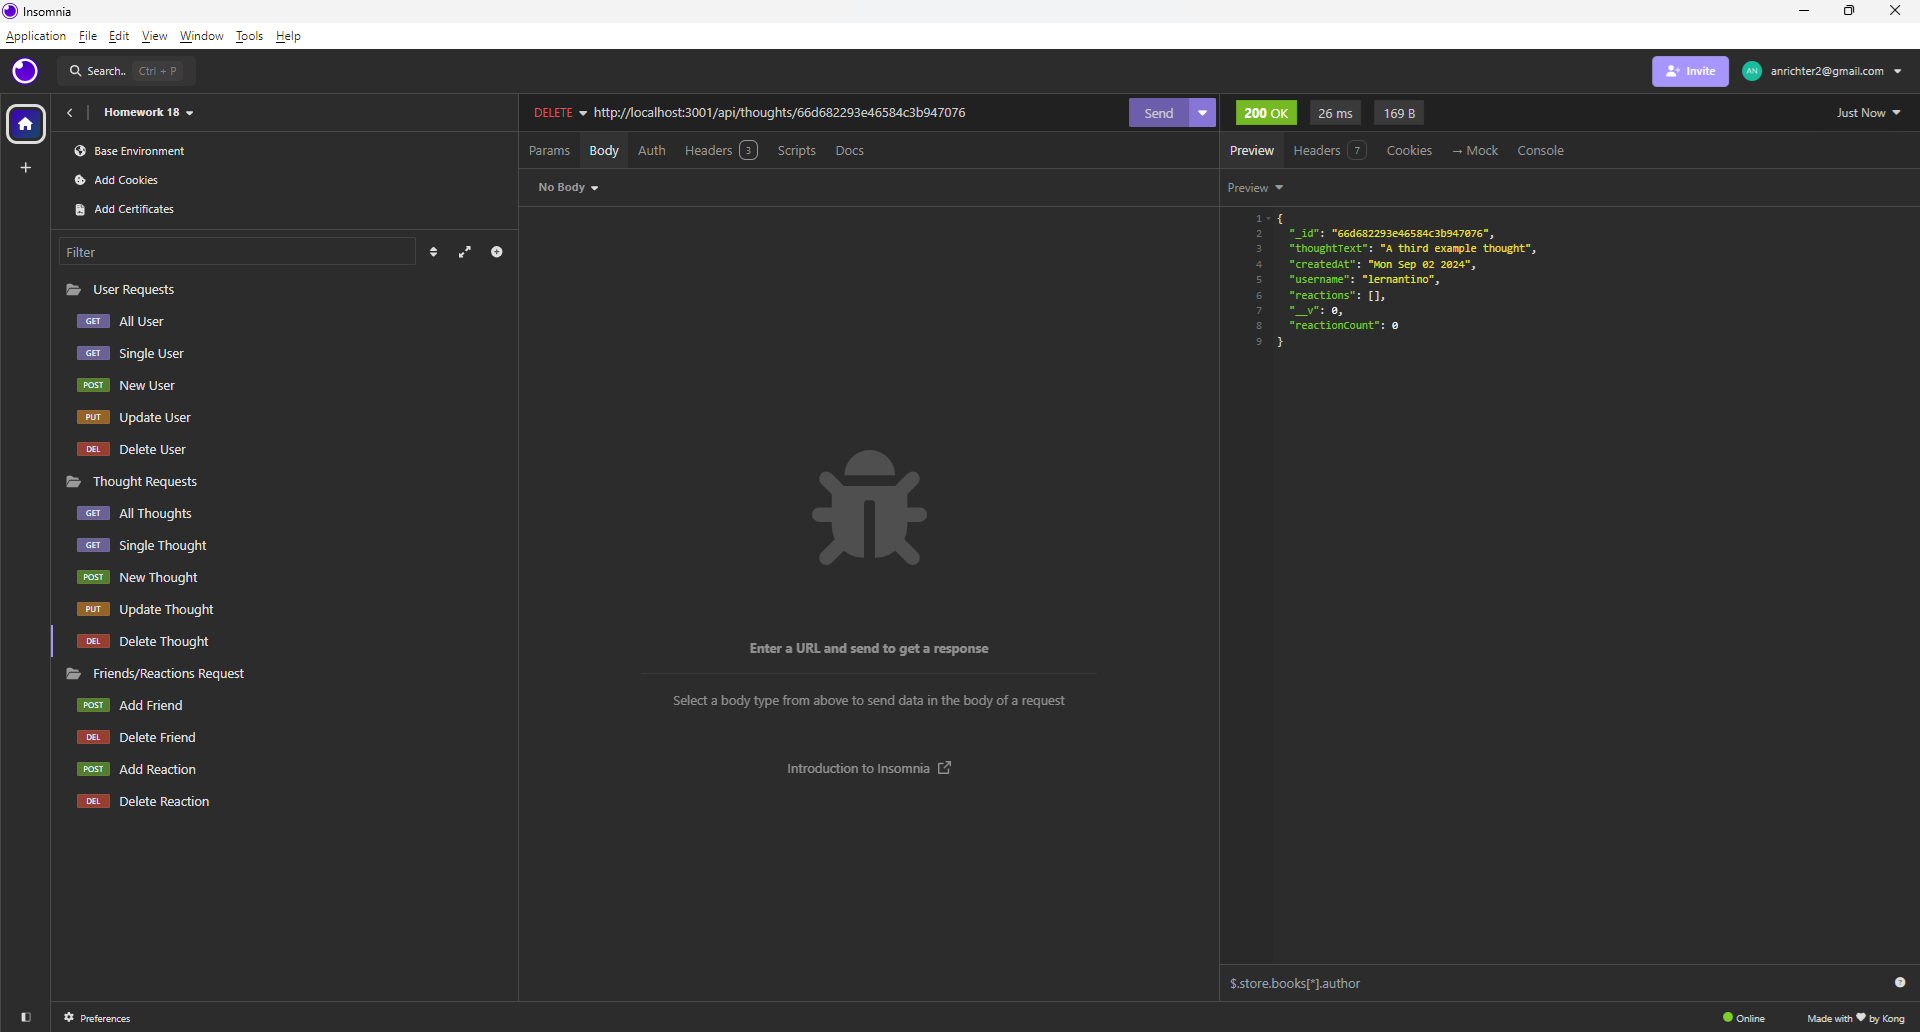 Insomnia
Application File Edit View Window Tools Help
Search.. Ctrl + P
Invite AN anrichter2@gmail.com
Homework 18
Base Environment
Add Cookies
Add Certificates
Filter
User Requests
GET All User
GET Single User
POST New User
PUT Update User
DEL Delete User
Thought Requests
GET All Thoughts
GET Single Thought
POST New Thought
PUT Update Thought
DEL Delete Thought
Friends/Reactions Request
POST Add Friend
DEL Delete Friend
POST Add Reaction
DEL Delete Reaction
DELETE http://localhost:3001/api/thoughts/66d682293e46584c3b947076 Send
Params Body Auth Headers 3 Scripts Docs
No Body
Enter a URL and send to get a response
Select a body type from above to send data in the body of a request
Introduction to Insomnia
200 OK 26 ms 169 B Just Now
Preview Headers 7 Cookies → Mock Console
Preview
1 {
2 "_id": "66d682293e46584c3b947076",
3 "thoughtText": "A third example thought",
4 "createdAt": "Mon Sep 02 2024",
5 "username": "lernantino",
6 "reactions": [],
7 "__v": 0,
8 "reactionCount": 0
9 }
$.store.books[*].author
Preferences
Online Made with by Kong